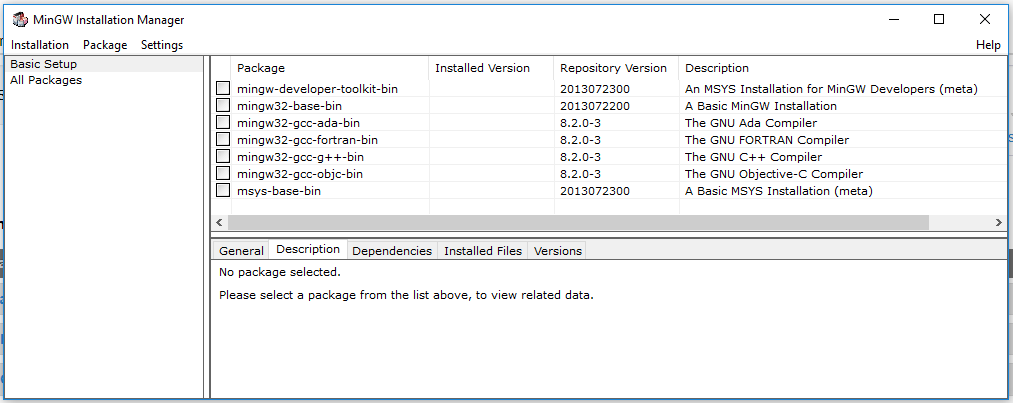 MinGW Installation Manager
Installation Package Settings Help
Basic Setup
All Packages
Package Installed Version Repository Version Description
mingw-developer-toolkit-bin 2013072300 An MSYS Installation for MinGW Developers (meta)
mingw32-base-bin 2013072200 A Basic MinGW Installation
mingw32-gcc-ada-bin 8.2.0-3 The GNU Ada Compiler
mingw32-gcc-fortran-bin 8.2.0-3 The GNU FORTRAN Compiler
mingw32-gcc-g++-bin 8.2.0-3 The GNU C++ Compiler
mingw32-gcc-objc-bin 8.2.0-3 The GNU Objective-C Compiler
msys-base-bin 2013072300 A Basic MSYS Installation (meta)
General Description Dependencies Installed Files Versions
No package selected.
Please select a package from the list above, to view related data.